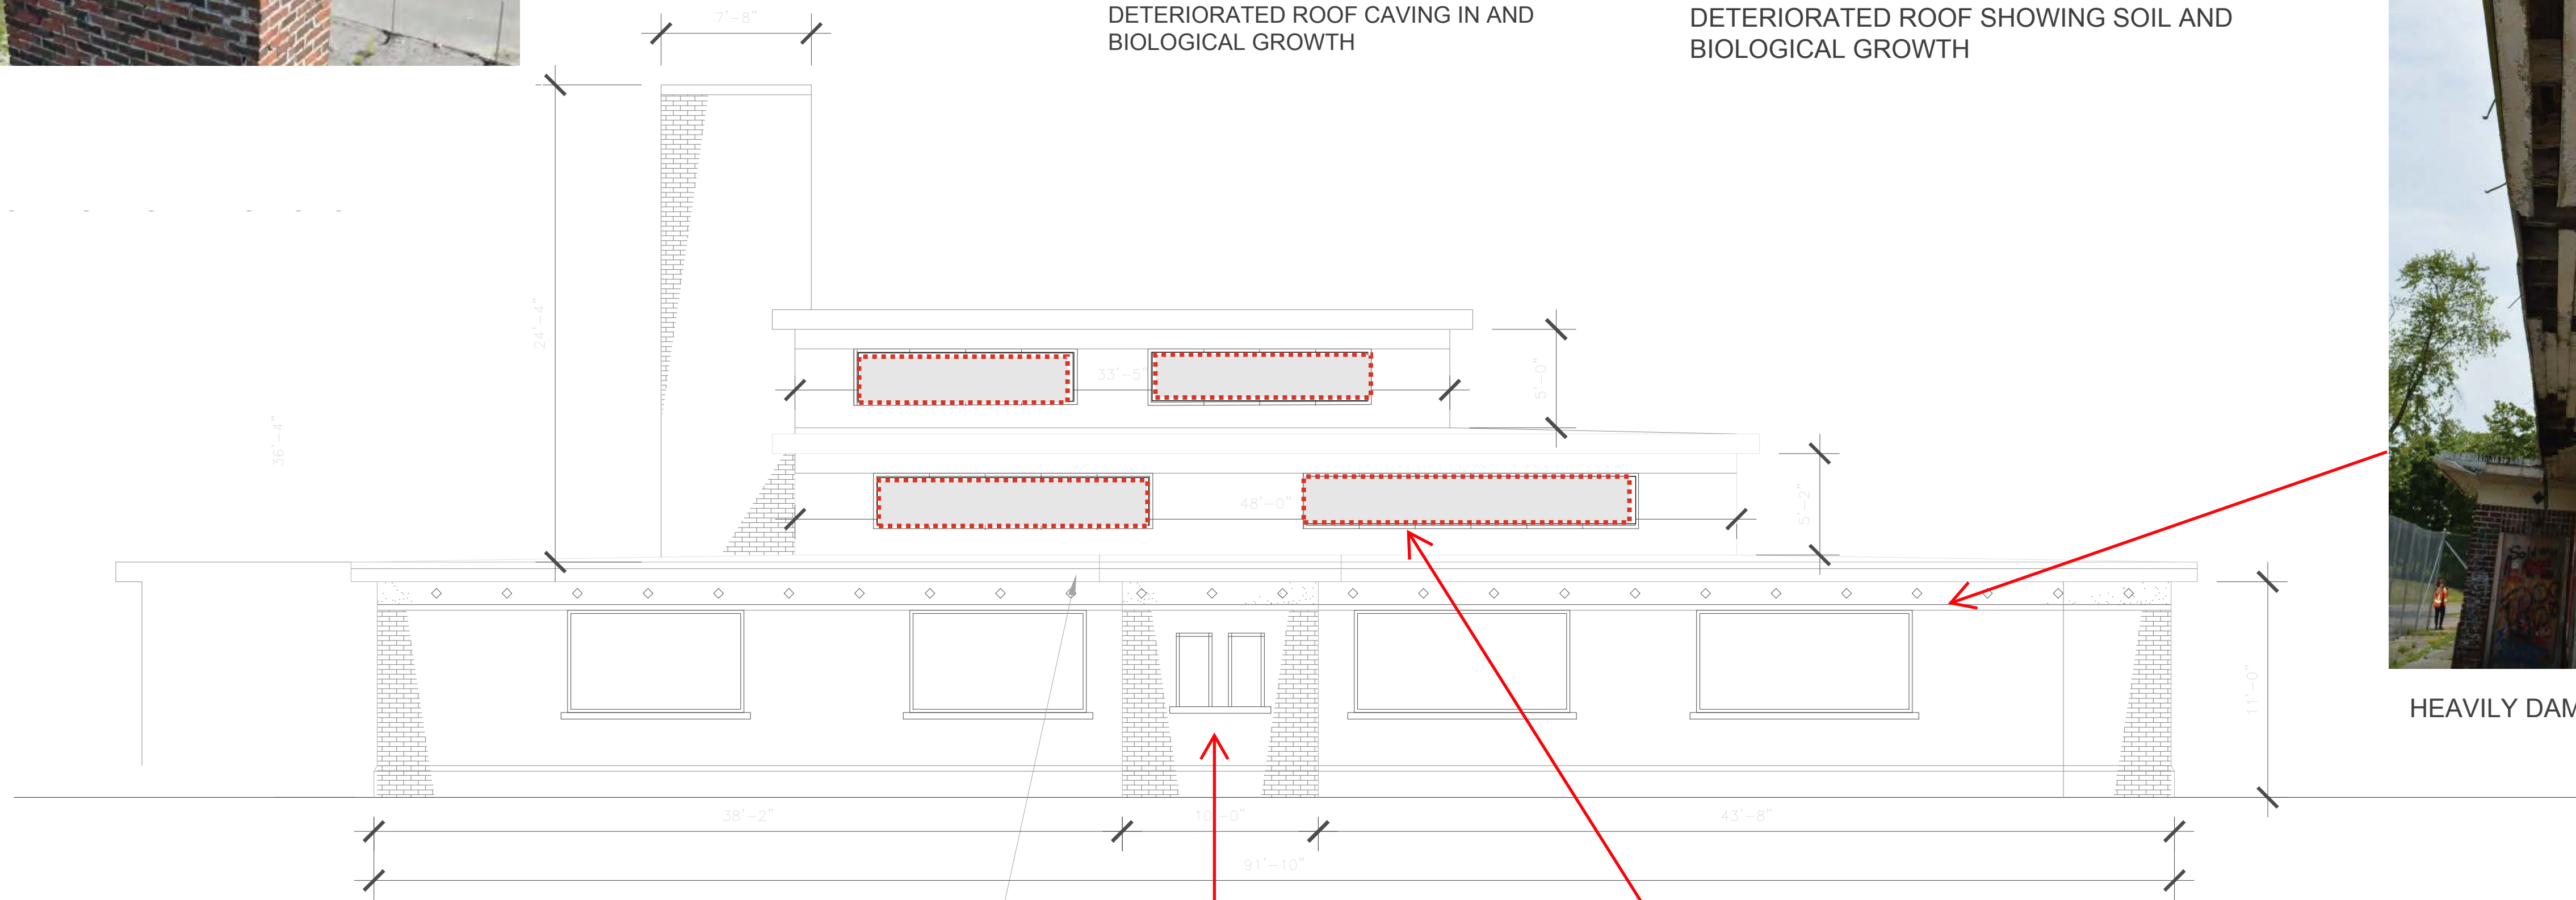 7'-8"
DETERIORATED ROOF CAVING IN AND
BIOLOGICAL GROWTH
DETERIORATED ROOF SHOWING SOIL AND
BIOLOGICAL GROWTH
24'-4"
36'-4"
33'-5"
5'-0"
48'-0"
5'-2"
11'-0"
HEAVILY DAM
38'-2"
10'-0"
43'-8"
91'-10"